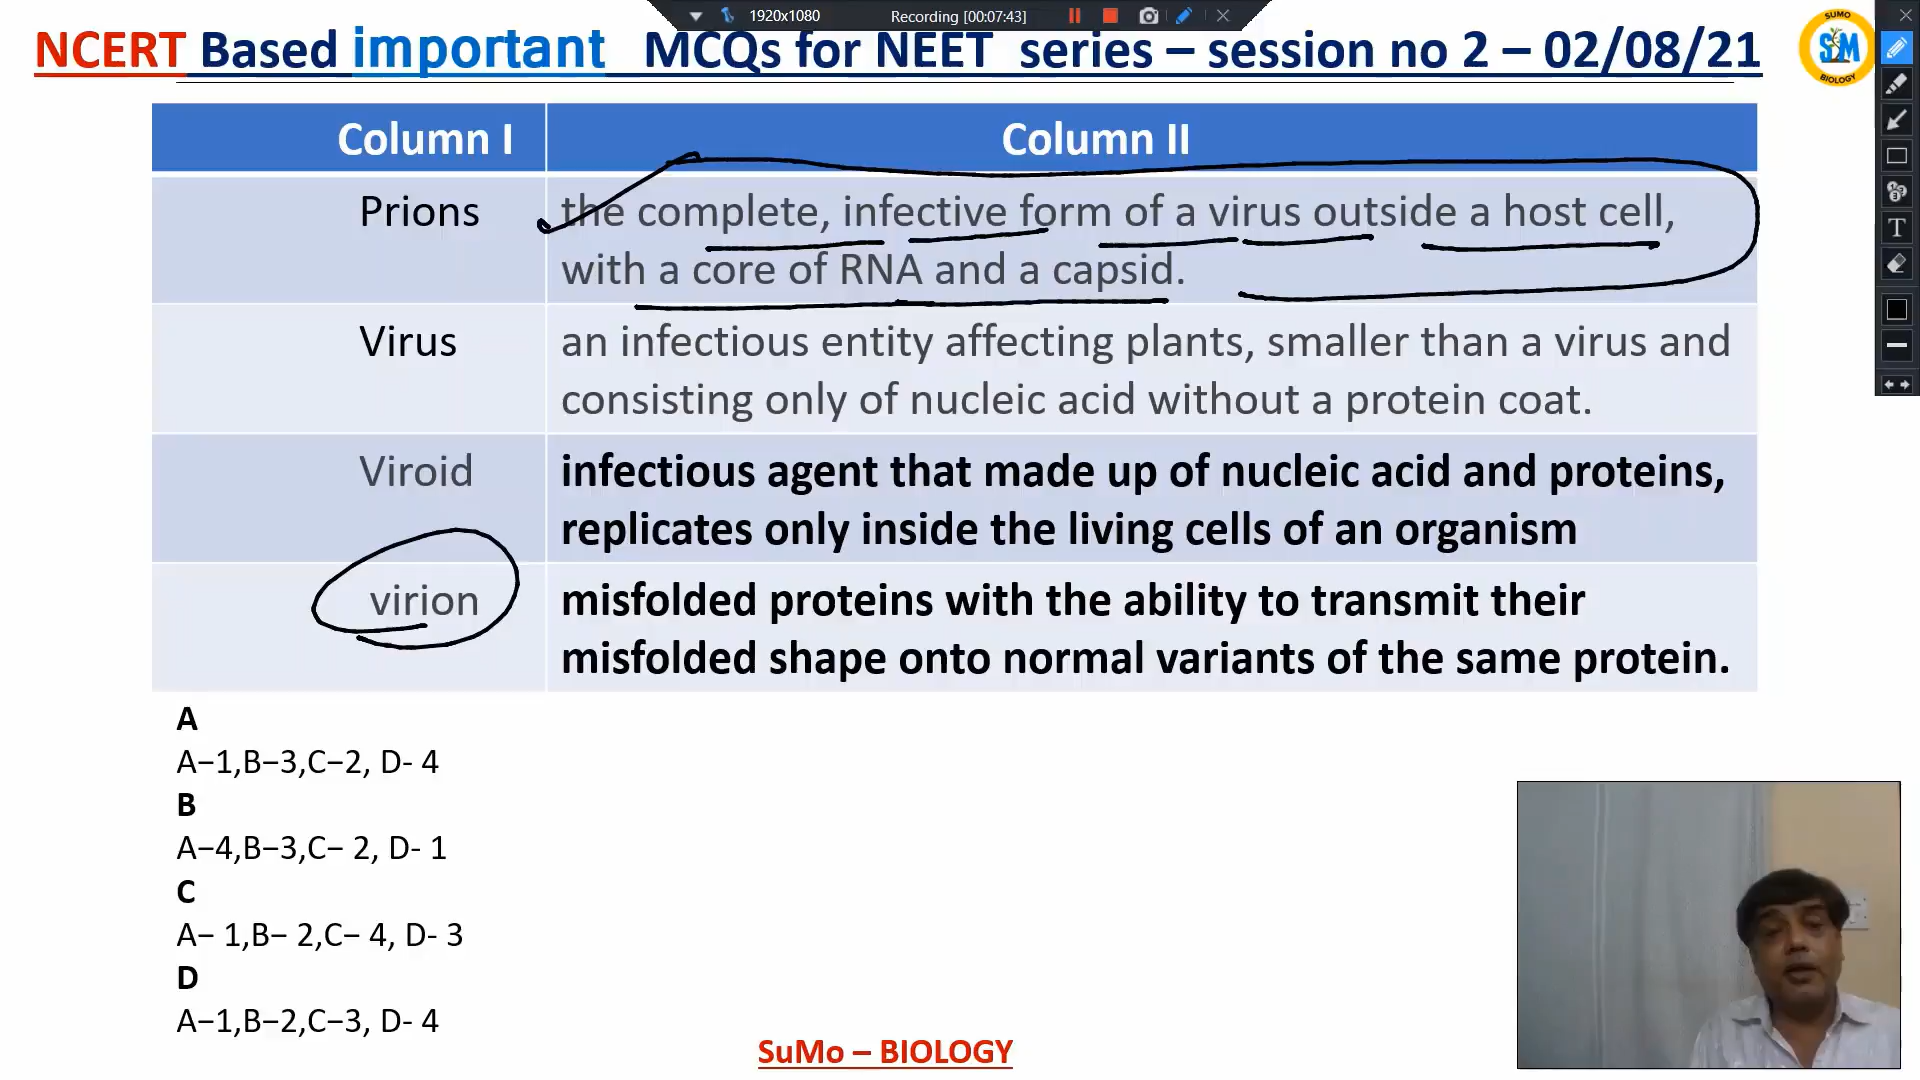 1920x1080 Recording [00:07:43]
NCERT Based important MCQs for NEET series – session no 2 – 02/08/21
SUMO
SM
BIOLOGY
Column I Column II
Prions the complete, infective form of a virus outside a host cell,
with a core of RNA and a capsid.
Virus an infectious entity affecting plants, smaller than a virus and
consisting only of nucleic acid without a protein coat.
Viroid infectious agent that made up of nucleic acid and proteins,
replicates only inside the living cells of an organism
virion misfolded proteins with the ability to transmit their
misfolded shape onto normal variants of the same protein.
A
A−1,B−3,C−2, D- 4
B
A−4,B−3,C− 2, D- 1
C
A− 1,B− 2,C− 4, D- 3
D
A−1,B−2,C−3, D- 4
SuMo – BIOLOGY